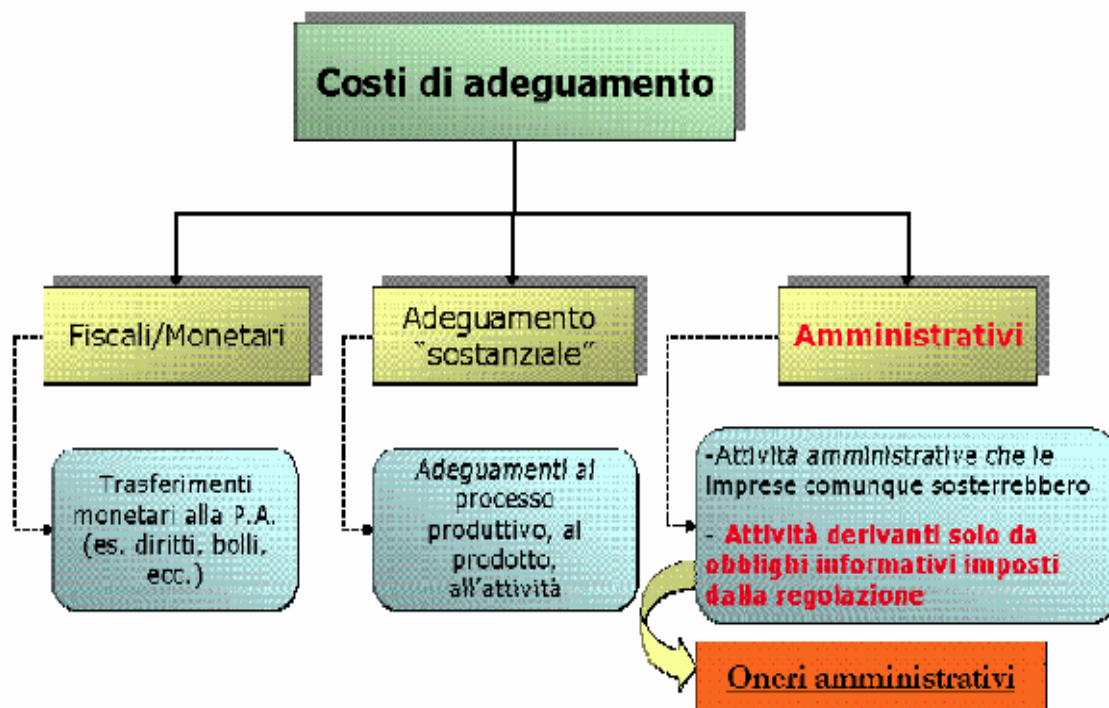 Costi di adeguamento
Fiscali/Monetari
Adeguamento
"sostanziale"
Amministrativi
Trasferimenti
monetari alla P.A.
(es. diritti, bolli,
ecc.)
Adeguamenti al
processo
produttivo, al
prodotto,
all'attività
-Attività amministrative che le
imprese comunque sosterrebbero
- Attività derivanti solo da
obblighi informativi imposti
dalla regolazione
Oneri amministrativi